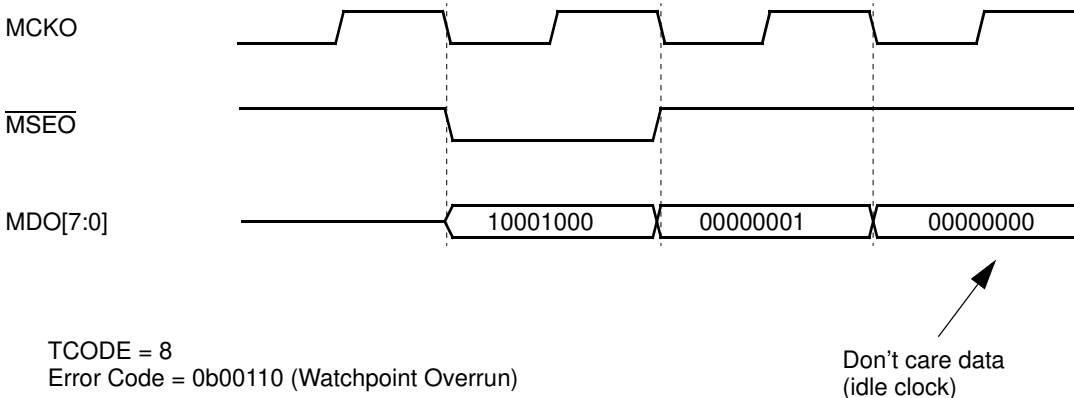 MCKO
MSEO
MDO[7:0] 10001000 00000001 00000000
TCODE = 8
Error Code = 0b00110 (Watchpoint Overrun)
Don't care data
(idle clock)